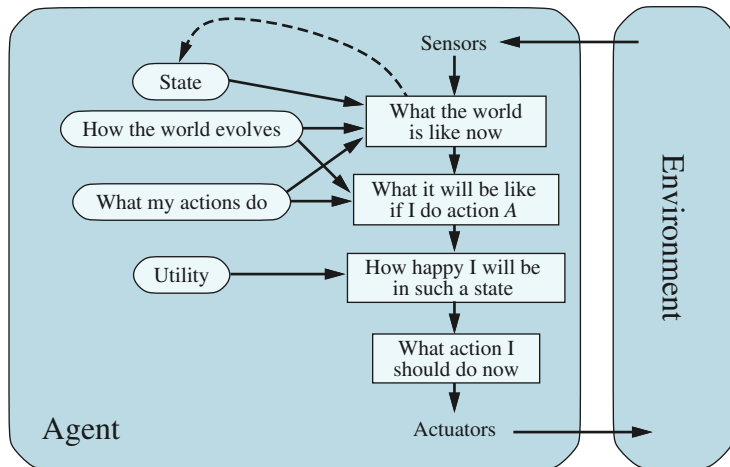 Sensors
State
What the world
is like now
How the world evolves
What my actions do
What it will be like
if I do action A
Utility
How happy I will be
in such a state
What action I
should do now
Agent
Actuators
Environment